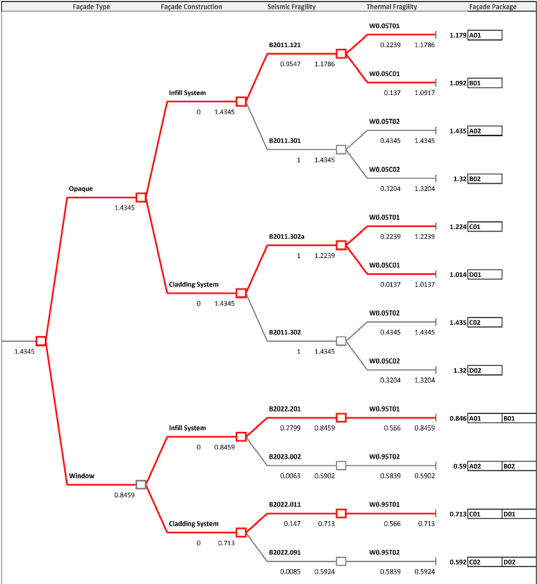 Façade Type Façade Construction Seismic Fragility Thermal Fragility Façade Package
W0.05T01
1.179 A01
B2011.121 0.2239 1.1786
0.9547 1.1786 W0.05C01
1.092 B01
Infill System 0.137 1.0917
0 1.4345 W0.05T02
1.435 A02
B2011.301 0.4345 1.4345
1 1.4345 W0.05C02
1.32 B02
Opaque 0.3204 1.3204
1.4345 W0.05T01
1.224 C01
B2011.302a 0.2239 1.2239
1 1.2239 W0.05C01
1.014 D01
Cladding System 0.0137 1.0137
0 1.4345 W0.05T02
1.435 C02
B2011.302 0.4345 1.4345
1.4345 1 1.4345 W0.05C02
1.32 D02
0.3204 1.3204
B2022.201 W0.95T01
0.846 A01 B01
Infill System 0.2799 0.8459 0.566 0.8459
0 0.8459 B2023.002 W0.95T02
0.59 A02 B02
Window 0.0063 0.5902 0.5839 0.5902
0.8459 B2022.011 W0.95T01
0.713 C01 D01
Cladding System 0.147 0.713 0.566 0.713
0 0.713 B2022.091 W0.95T02
0.592 C02 D02
0.0085 0.5924 0.5839 0.5924